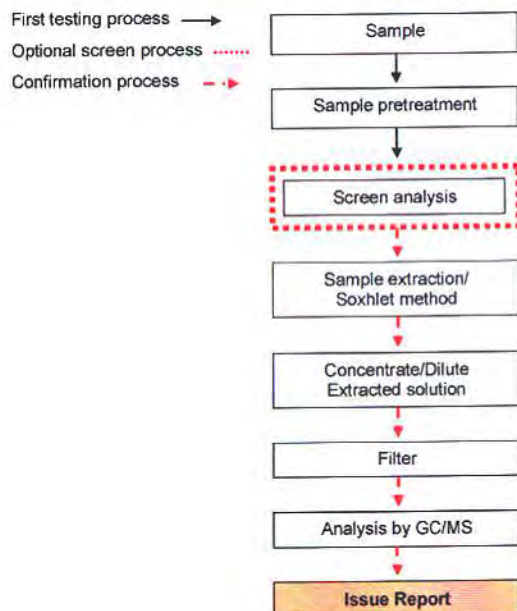 First testing process
Optional screen process
Confirmation process
Sample
Sample pretreatment
Screen analysis
Sample extraction/
Soxhlet method
Concentrate/Dilute
Extracted solution
Filter
Analysis by GC/MS
Issue Report